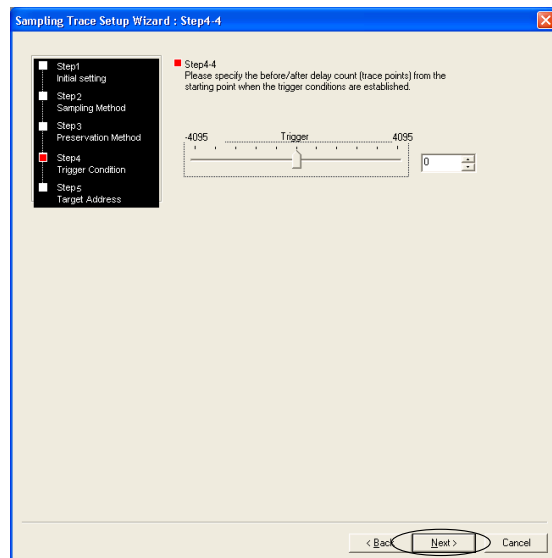 Sampling Trace Setup Wizard : Step4-4
Step1
Initial setting
Step2
Sampling Method
Step3
Preservation Method
Step4
Trigger Condition
Step5
Target Address
Step4-4
Please specify the before/after delay count (trace points) from the
starting point when the trigger conditions are established.
-4095 Trigger 4095
0
< Back Next > Cancel